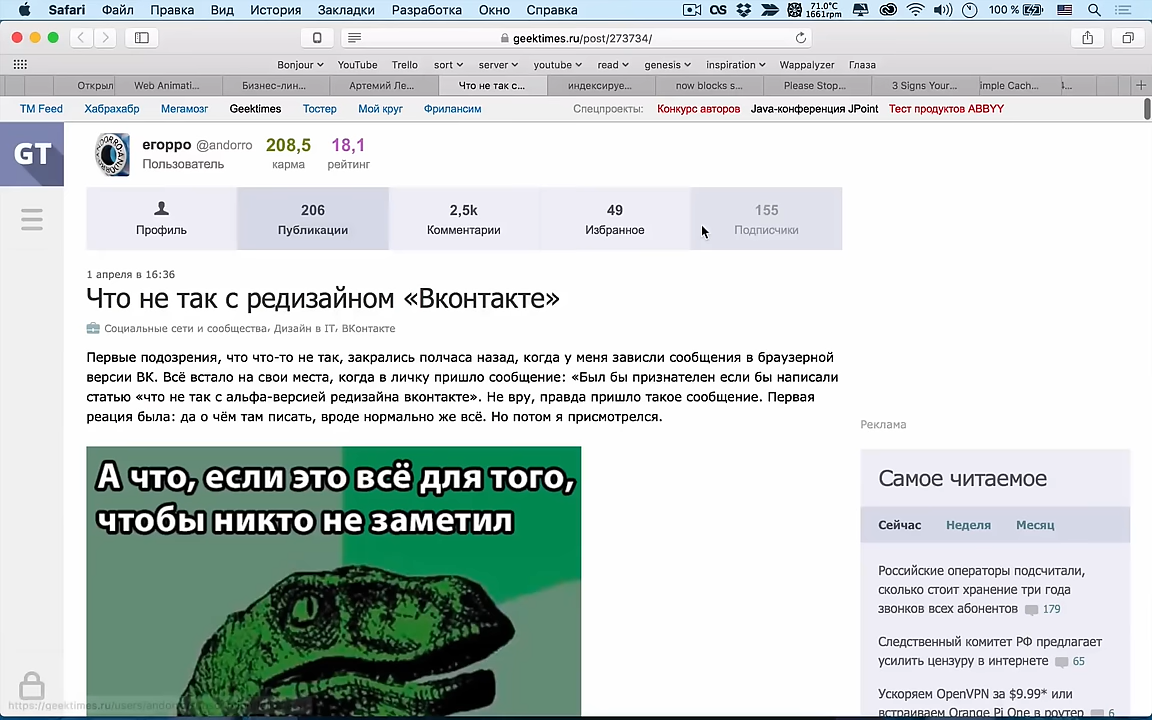 Safari Файл Правка Вид История Закладки Разработка Окно Справка
71.0°C
1661rpm
100 %
geektimes.ru/post/273734/
Bonjour YouTube Trello sort server youtube read genesis inspiration Wappalyzer Глаза
Открыл Web Animati... Бизнес-лин... Артемий Ле... Что не так с... индексируе... now blocks s... Please Stop... 3 Signs Your... imple Cach...
TM Feed Хабрахабр Мегамозг Geektimes Тостер Мой круг Фрилансим Спецпроекты: Конкурс авторов Java-конференция JPoint Тест продуктов ABBYY
GT
егорро @andorro
Пользователь
208,5
карма
18,1
рейтинг
Профиль
206
Публикации
2,5k
Комментарии
49
Избранное
155
Подписчики
1 апреля в 16:36
Что не так с редизайном «Вконтакте»
Социальные сети и сообщества, Дизайн в IT, ВКонтакте
Первые подозрения, что что-то не так, закрались полчаса назад, когда у меня зависли сообщения в браузерной
версии ВК. Всё встало на свои места, когда в личку пришло сообщение: «Был бы признателен если бы написали
статью «что не так с альфа-версией редизайна вконтакте». Не вру, правда пришло такое сообщение. Первая
реация была: да о чём там писать, вроде нормально же всё. Но потом я присмотрелся.
А что, если это всё для того,
чтобы никто не заметил
Реклама
Самое читаемое
Сейчас Неделя Месяц
Российские операторы подсчитали,
сколько стоит хранение три года
звонков всех абонентов 179
Следственный комитет РФ предлагает
усилить цензуру в интернете 65
Ускоряем OpenVPN за $9.99* или
встраиваем Orange Pi One в роутер 6